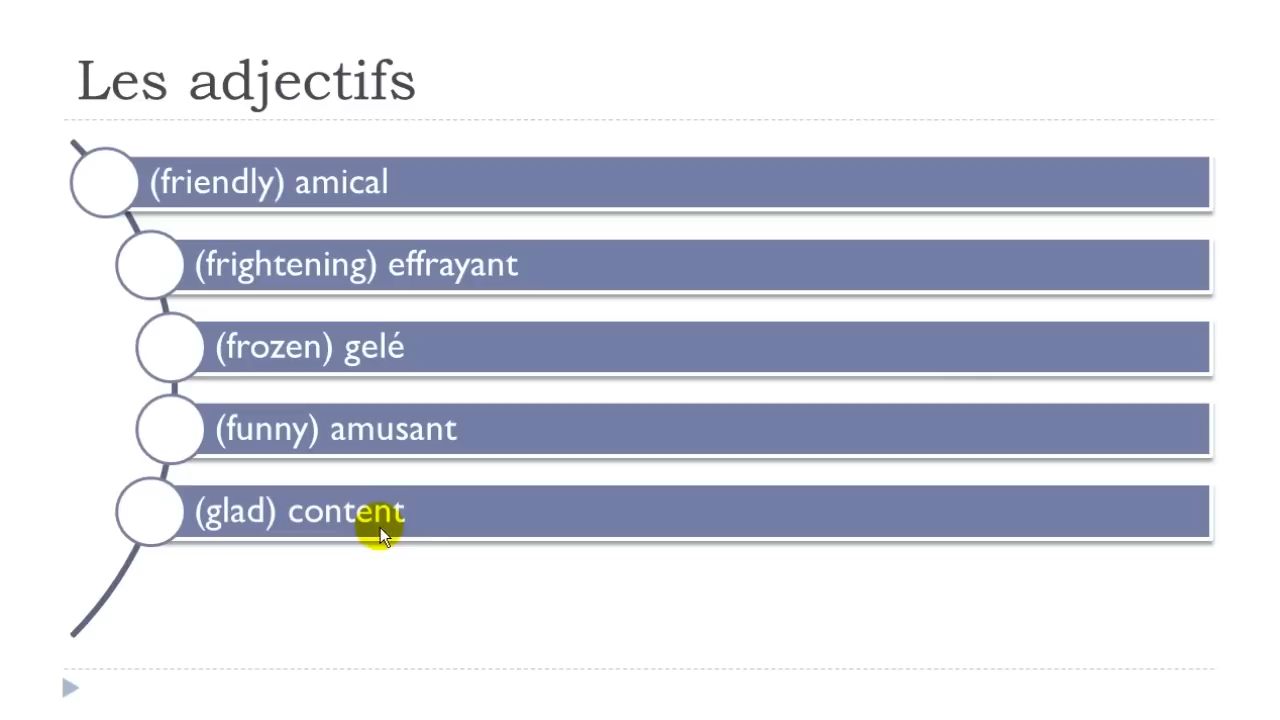 Les adjectifs
(friendly) amical
(frightening) effrayant
(frozen) gelé
(funny) amusant
(glad) content